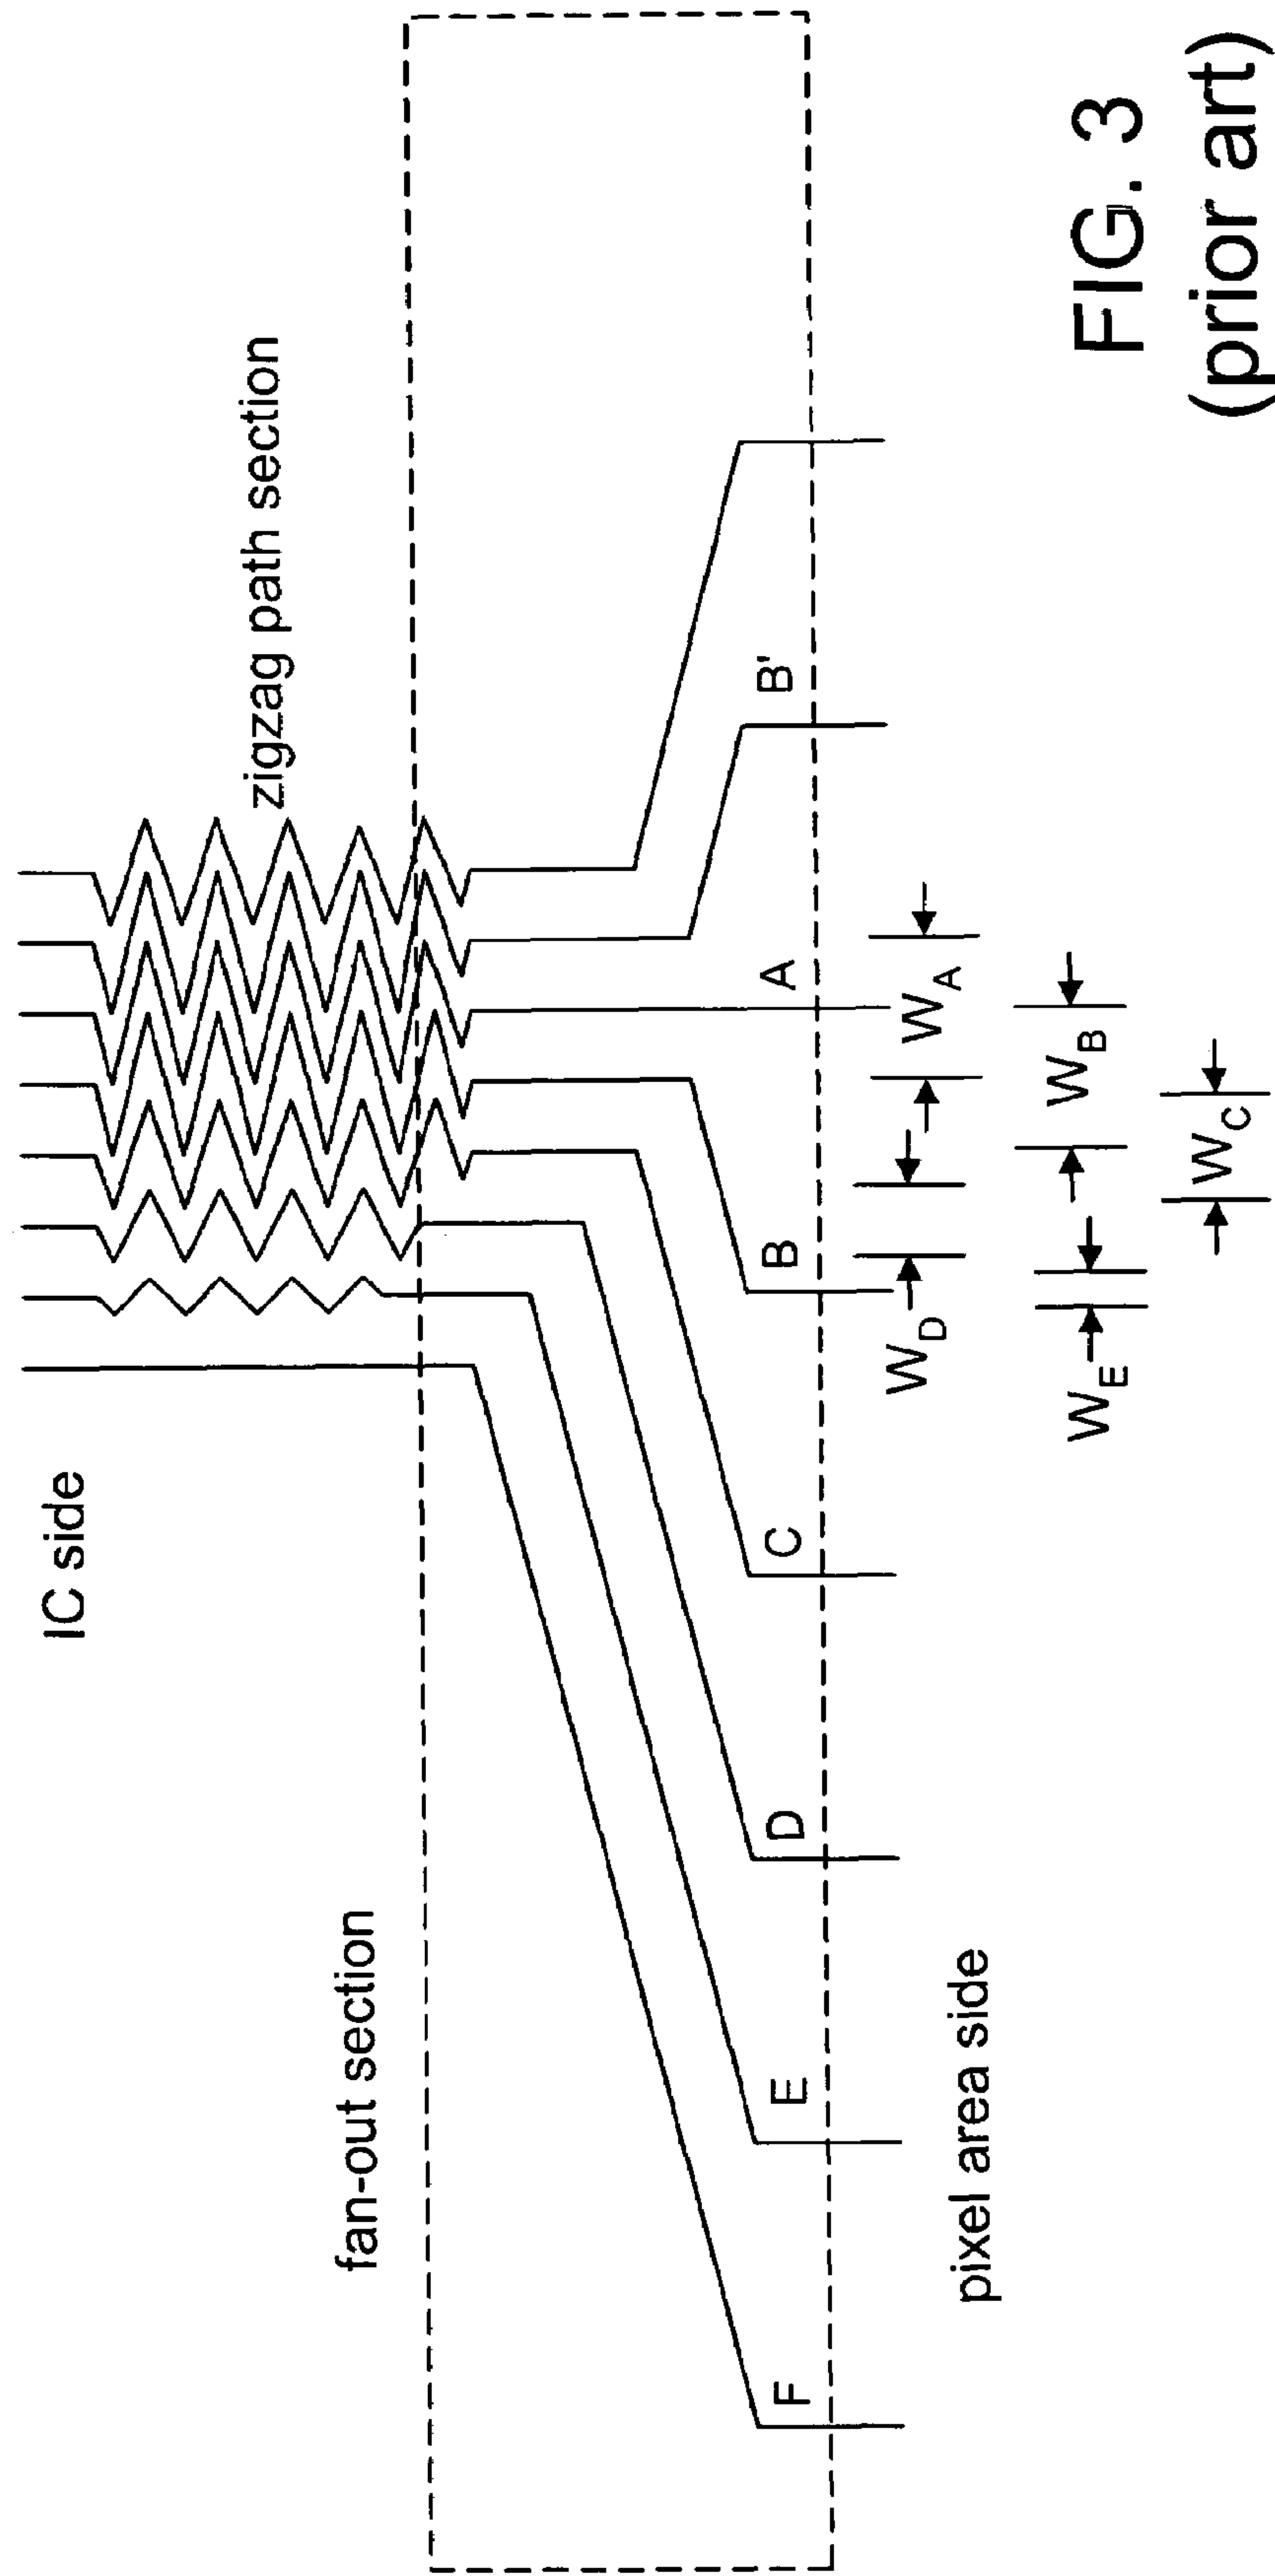 IC side
zigzag path section
fan-out section
F
E
D
C
B
A
B'
pixel area side
W_D
W_A
W_E
W_B
W_C
FIG. 3
(prior art)